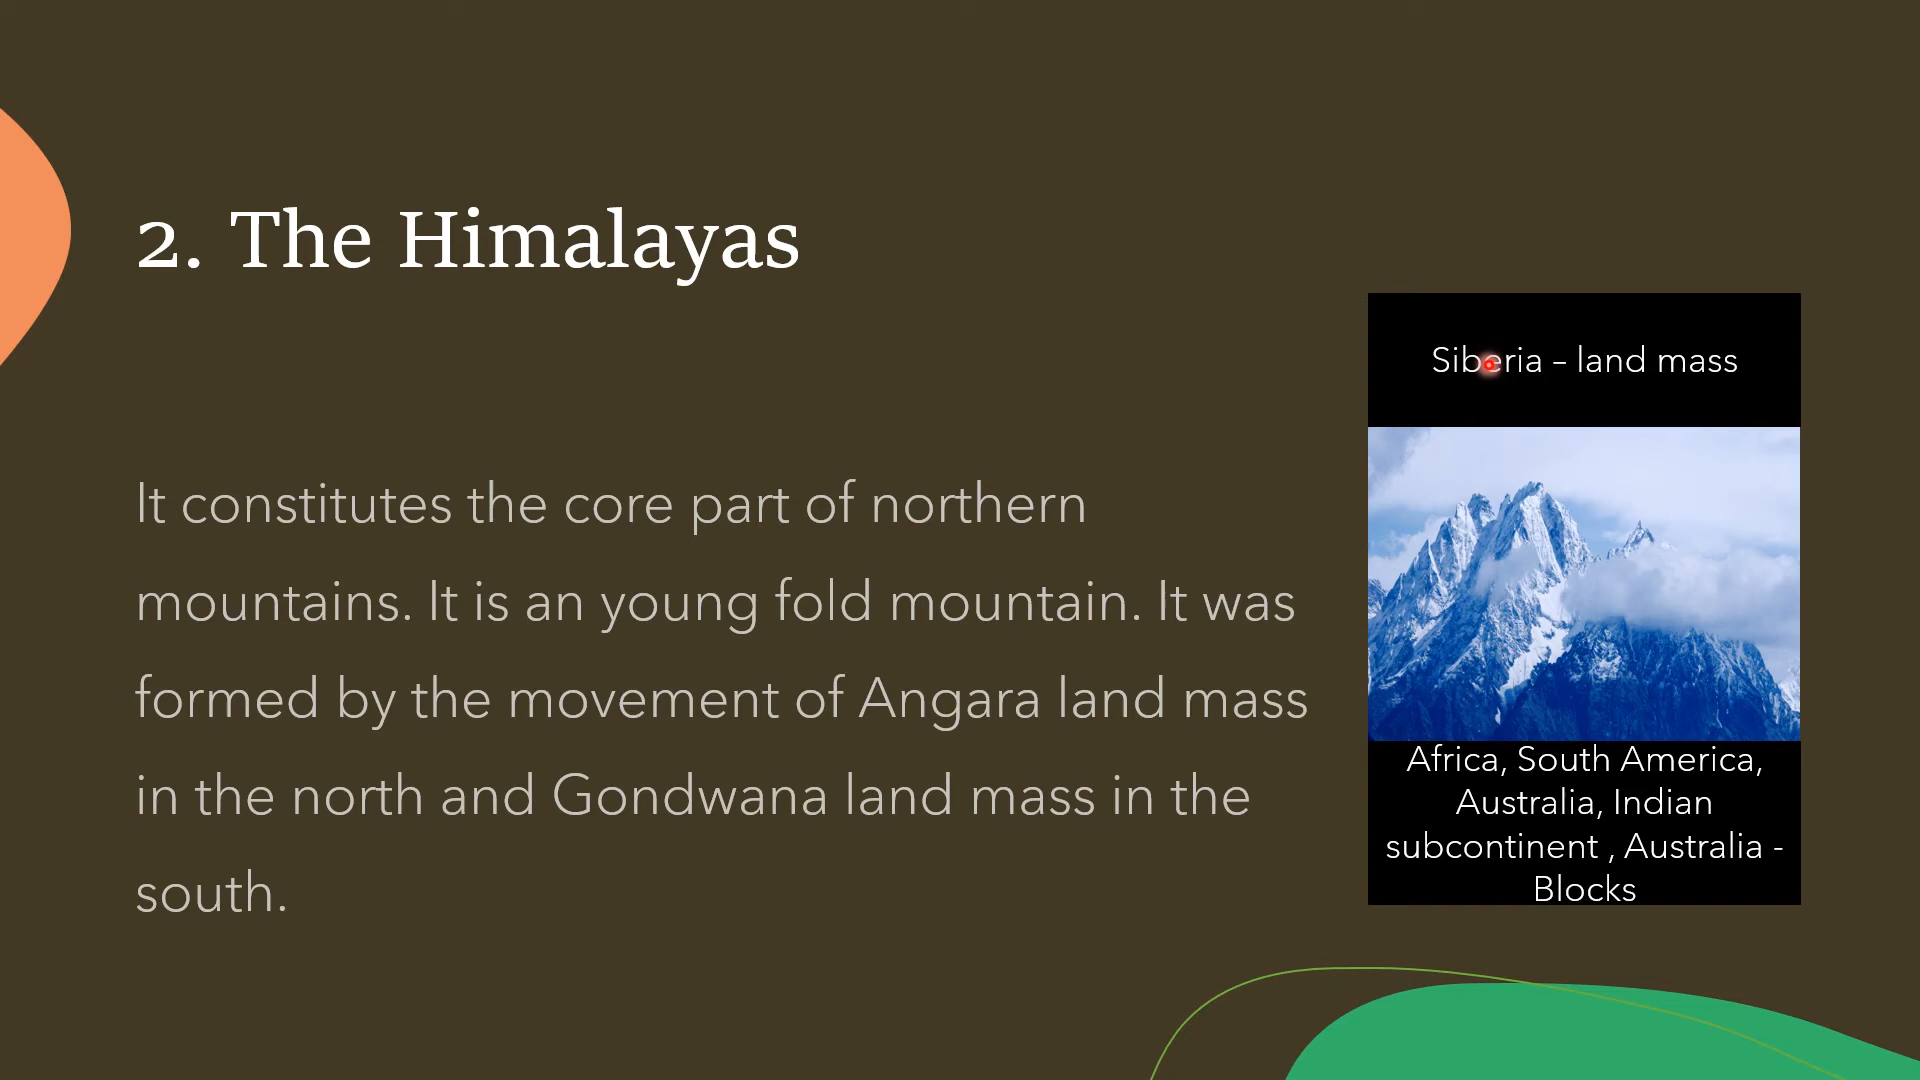 2. The Himalayas
It constitutes the core part of northern
mountains. It is an young fold mountain. It was
formed by the movement of Angara land mass
in the north and Gondwana land mass in the
south.
Siberia – land mass
Africa, South America,
Australia, Indian
subcontinent , Australia -
Blocks